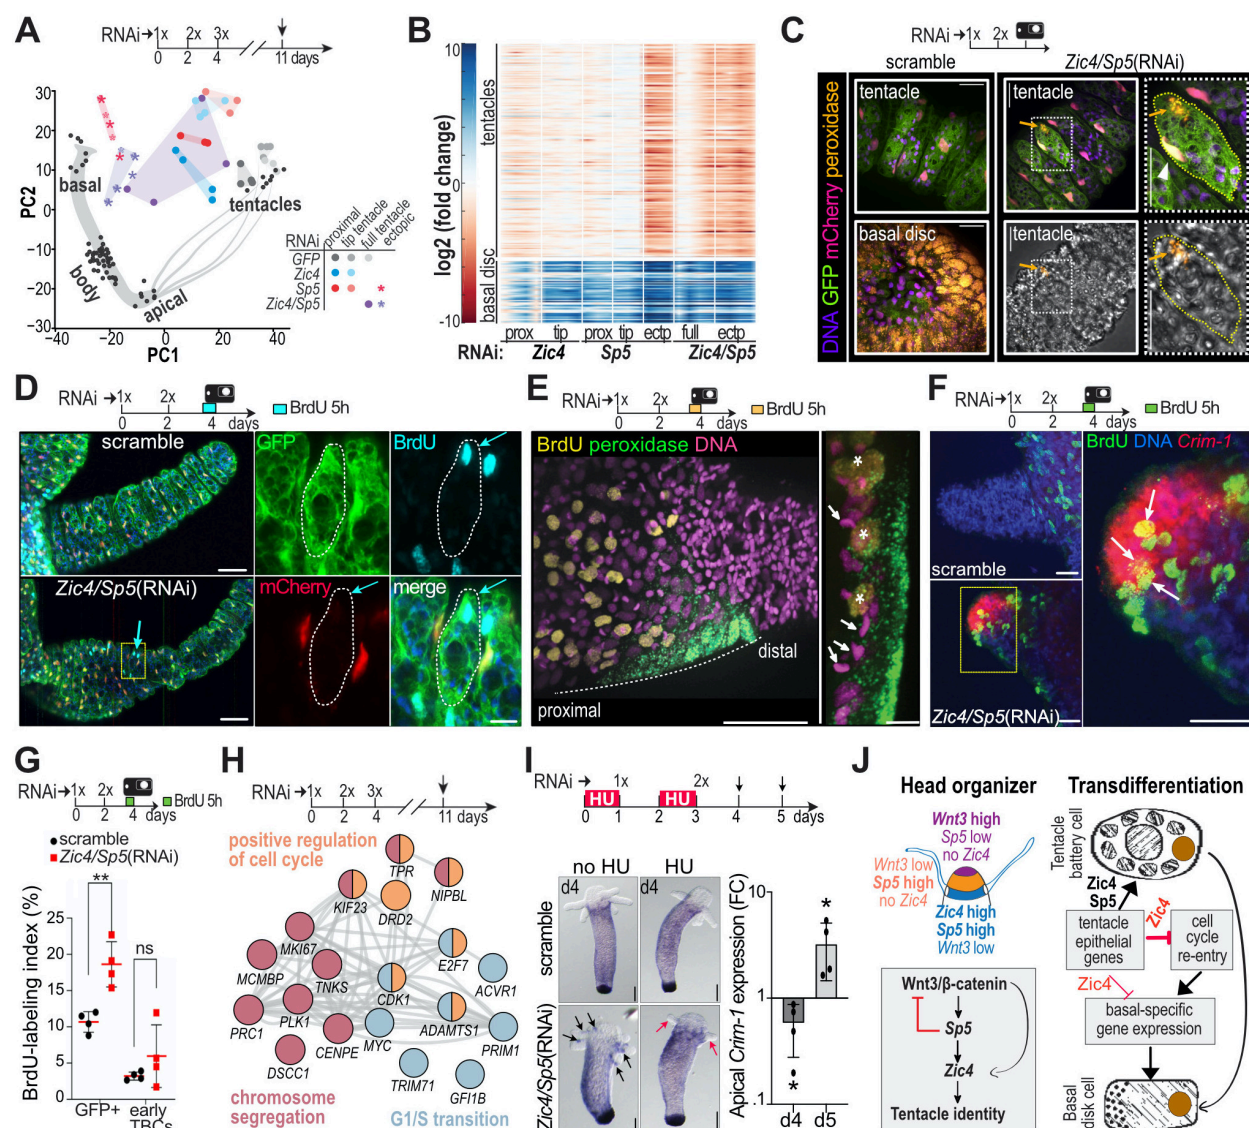 A
RNAi 1x 2x 3x
0 2 4 11 days
30
20
10
0
−10
−20
−30
PC2
−40 −20 0 20 40
PC1
basal
body
apical
tentacles
RNAi
proximal
tip tentacle
full tentacle
ectopic
GFP
Zic4
Sp5
Zic4/Sp5
B
10
0
-10
log2 (fold change)
tentacles
basal disc
prox tip prox tip ectp full ectp
RNAi: Zic4 Sp5 Zic4/Sp5
C
RNAi 1x 2x
scramble Zic4/Sp5(RNAi)
DNA GFP mCherry peroxidase
tentacle
tentacle
basal disc
tentacle
D
RNAi 1x 2x BrdU 5h
0 2 4 days
scramble
GFP
BrdU
Zic4/Sp5(RNAi)
mCherry
merge
E
RNAi 1x 2x BrdU 5h
0 2 4 days
BrdU peroxidase DNA
* * *
distal
proximal
F
RNAi 1x 2x BrdU 5h
0 2 4 days
BrdU DNA Crim-1
scramble
Zic4/Sp5(RNAi)
G
RNAi 1x 2x BrdU 5h
0 2 4 days
scramble
Zic4/Sp5(RNAi)
** ns
25
20
15
10
5
0
BrdU-labeling index (%)
GFP+ early
TBCs
H
RNAi 1x 2x 3x
0 2 4 11 days
positive regulation
of cell cycle
TPR
NIPBL
KIF23
DRD2
MKI67
E2F7
MCMBP
TNKS
CDK1
ACVR1
PRC1
PLK1
MYC
ADAMTS1
PRIM1
DSCC1
CENPE
TRIM71
GFI1B
chromosome
segregation
G1/S transition
I
RNAi 1x 2x
HU HU
0 1 2 3 4 5 days
no HU HU
d4 d4
scramble
Zic4/Sp5(RNAi)
10
1
.1
Apical Crim-1 expression (FC)
*
*
d4 d5
J
Head organizer
Wnt3 high
Sp5 low
no Zic4
Wnt3 low
Sp5 high
no Zic4
Zic4 high
Sp5 high
Wnt3 low
Wnt3/β-catenin
Sp5
Zic4
Tentacle identity
Transdifferentiation
Tentacle
battery cell
Zic4
Sp5
tentacle
epithelial
genes
Zic4
cell
cycle
re-entry
Zic4
basal-specific
gene expression
Basal
disk cell